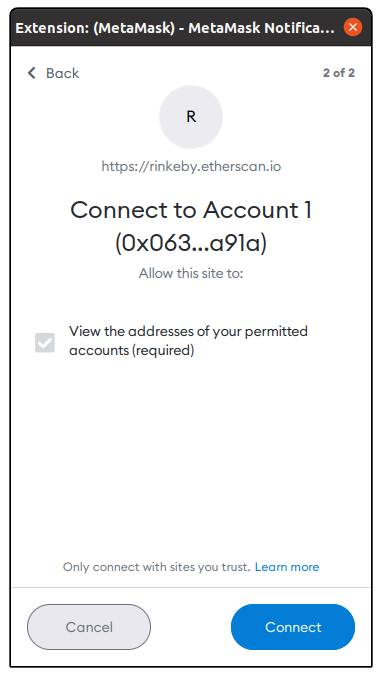 Extension: (MetaMask) - MetaMask Notifica...
Back
2 of 2
R
https://rinkeby.etherscan.io
Connect to Account 1
(0x063...a91a)
Allow this site to:
View the addresses of your permitted
accounts (required)
Only connect with sites you trust. Learn more
Cancel
Connect